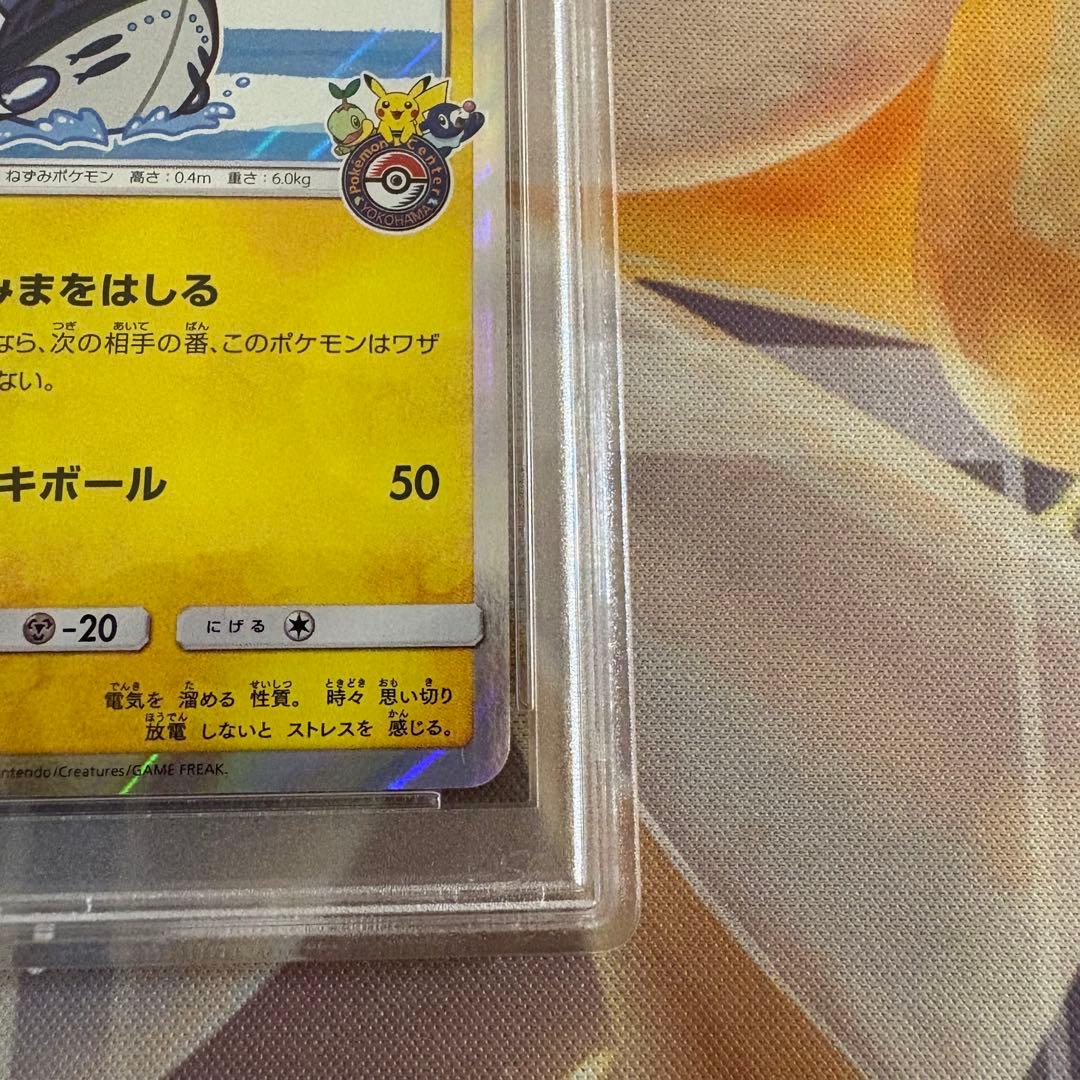 ねずみポケモン 高さ:0.4m 重さ:6.0kg
Pokémon Center
YOKOHAMA
みまをはしる
なら、次の相手の番、このポケモンはワザ
ない。
キボール 50
-20 にげる
電気を 溜める 性質。 時々 思い切り
放電 しないと ストレスを 感じる。
ntendo/Creatures/GAME FREAK.